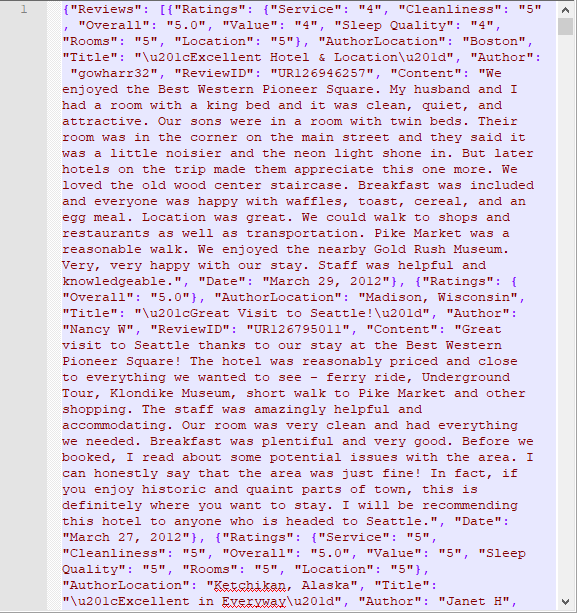 1 {"Reviews": [{"Ratings": {"Service": "4", "Cleanliness": "5"
, "Overall": "5.0", "Value": "4", "Sleep Quality": "4",
"Rooms": "5", "Location": "5"}, "AuthorLocation": "Boston",
"Title": "\u201cExcellent Hotel & Location\u201d", "Author":
"gowharr32", "ReviewID": "UR126946257", "Content": "We
enjoyed the Best Western Pioneer Square. My husband and I
had a room with a king bed and it was clean, quiet, and
attractive. Our sons were in a room with twin beds. Their
room was in the corner on the main street and they said it
was a little noisier and the neon light shone in. But later
hotels on the trip made them appreciate this one more. We
loved the old wood center staircase. Breakfast was included
and everyone was happy with waffles, toast, cereal, and an
egg meal. Location was great. We could walk to shops and
restaurants as well as transportation. Pike Market was a
reasonable walk. We enjoyed the nearby Gold Rush Museum.
Very, very happy with our stay. Staff was helpful and
knowledgeable.", "Date": "March 29, 2012"}, {"Ratings": {
"Overall": "5.0"}, "AuthorLocation": "Madison, Wisconsin",
"Title": "\u201cGreat Visit to Seattle!\u201d", "Author":
"Nancy W", "ReviewID": "UR126795011", "Content": "Great
visit to Seattle thanks to our stay at the Best Western
Pioneer Square! The hotel was reasonably priced and close
to everything we wanted to see - ferry ride, Underground
Tour, Klondike Museum, short walk to Pike Market and other
shopping. The staff was amazingly helpful and
accommodating. Our room was very clean and had everything
we needed. Breakfast was plentiful and very good. Before we
booked, I read about some potential issues with the area. I
can honestly say that the area was just fine! In fact, if
you enjoy historic and quaint parts of town, this is
definitely where you want to stay. I will be recommending
this hotel to anyone who is headed to Seattle.", "Date":
"March 27, 2012"}, {"Ratings": {"Service": "5",
"Cleanliness": "5", "Overall": "5.0", "Value": "5", "Sleep
Quality": "5", "Rooms": "5", "Location": "5"},
"AuthorLocation": "Ketchikan, Alaska", "Title":
"\u201cExcellent in Everyway\u201d", "Author": "Janet H",